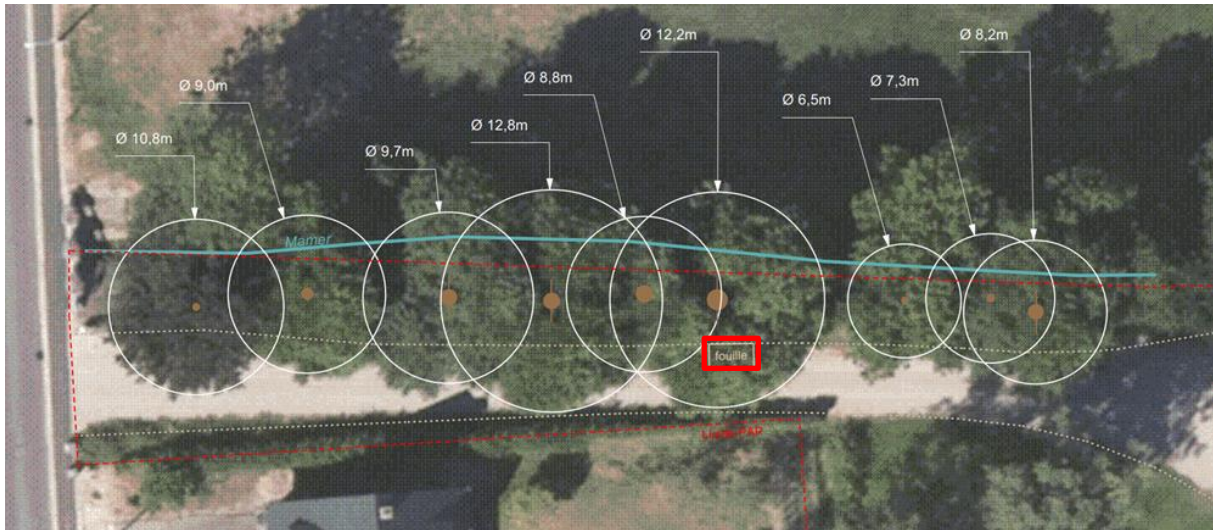 Ø 12,2m
Ø 8,2m
Ø 8,8m
Ø 7,3m
Ø 9,0m
Ø 6,5m
Ø 12,8m
Ø 10,8m
Ø 9,7m
Mamer
fouille
Limite PAP